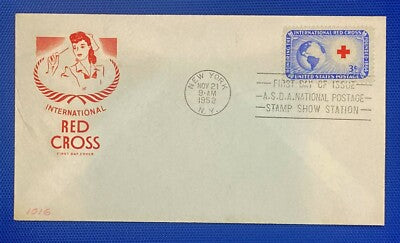 INTERNATIONAL
RED
CROSS
FIRST DAY COVER
NEW YORK
NOV 21
9-AM
1952
N.Y.
INTERNATIONAL RED CROSS
3¢
UNITED STATES POSTAGE
FIRST DAY OF ISSUE
A.S.D.A. NATIONAL POSTAGE
STAMP SHOW STATION
1016